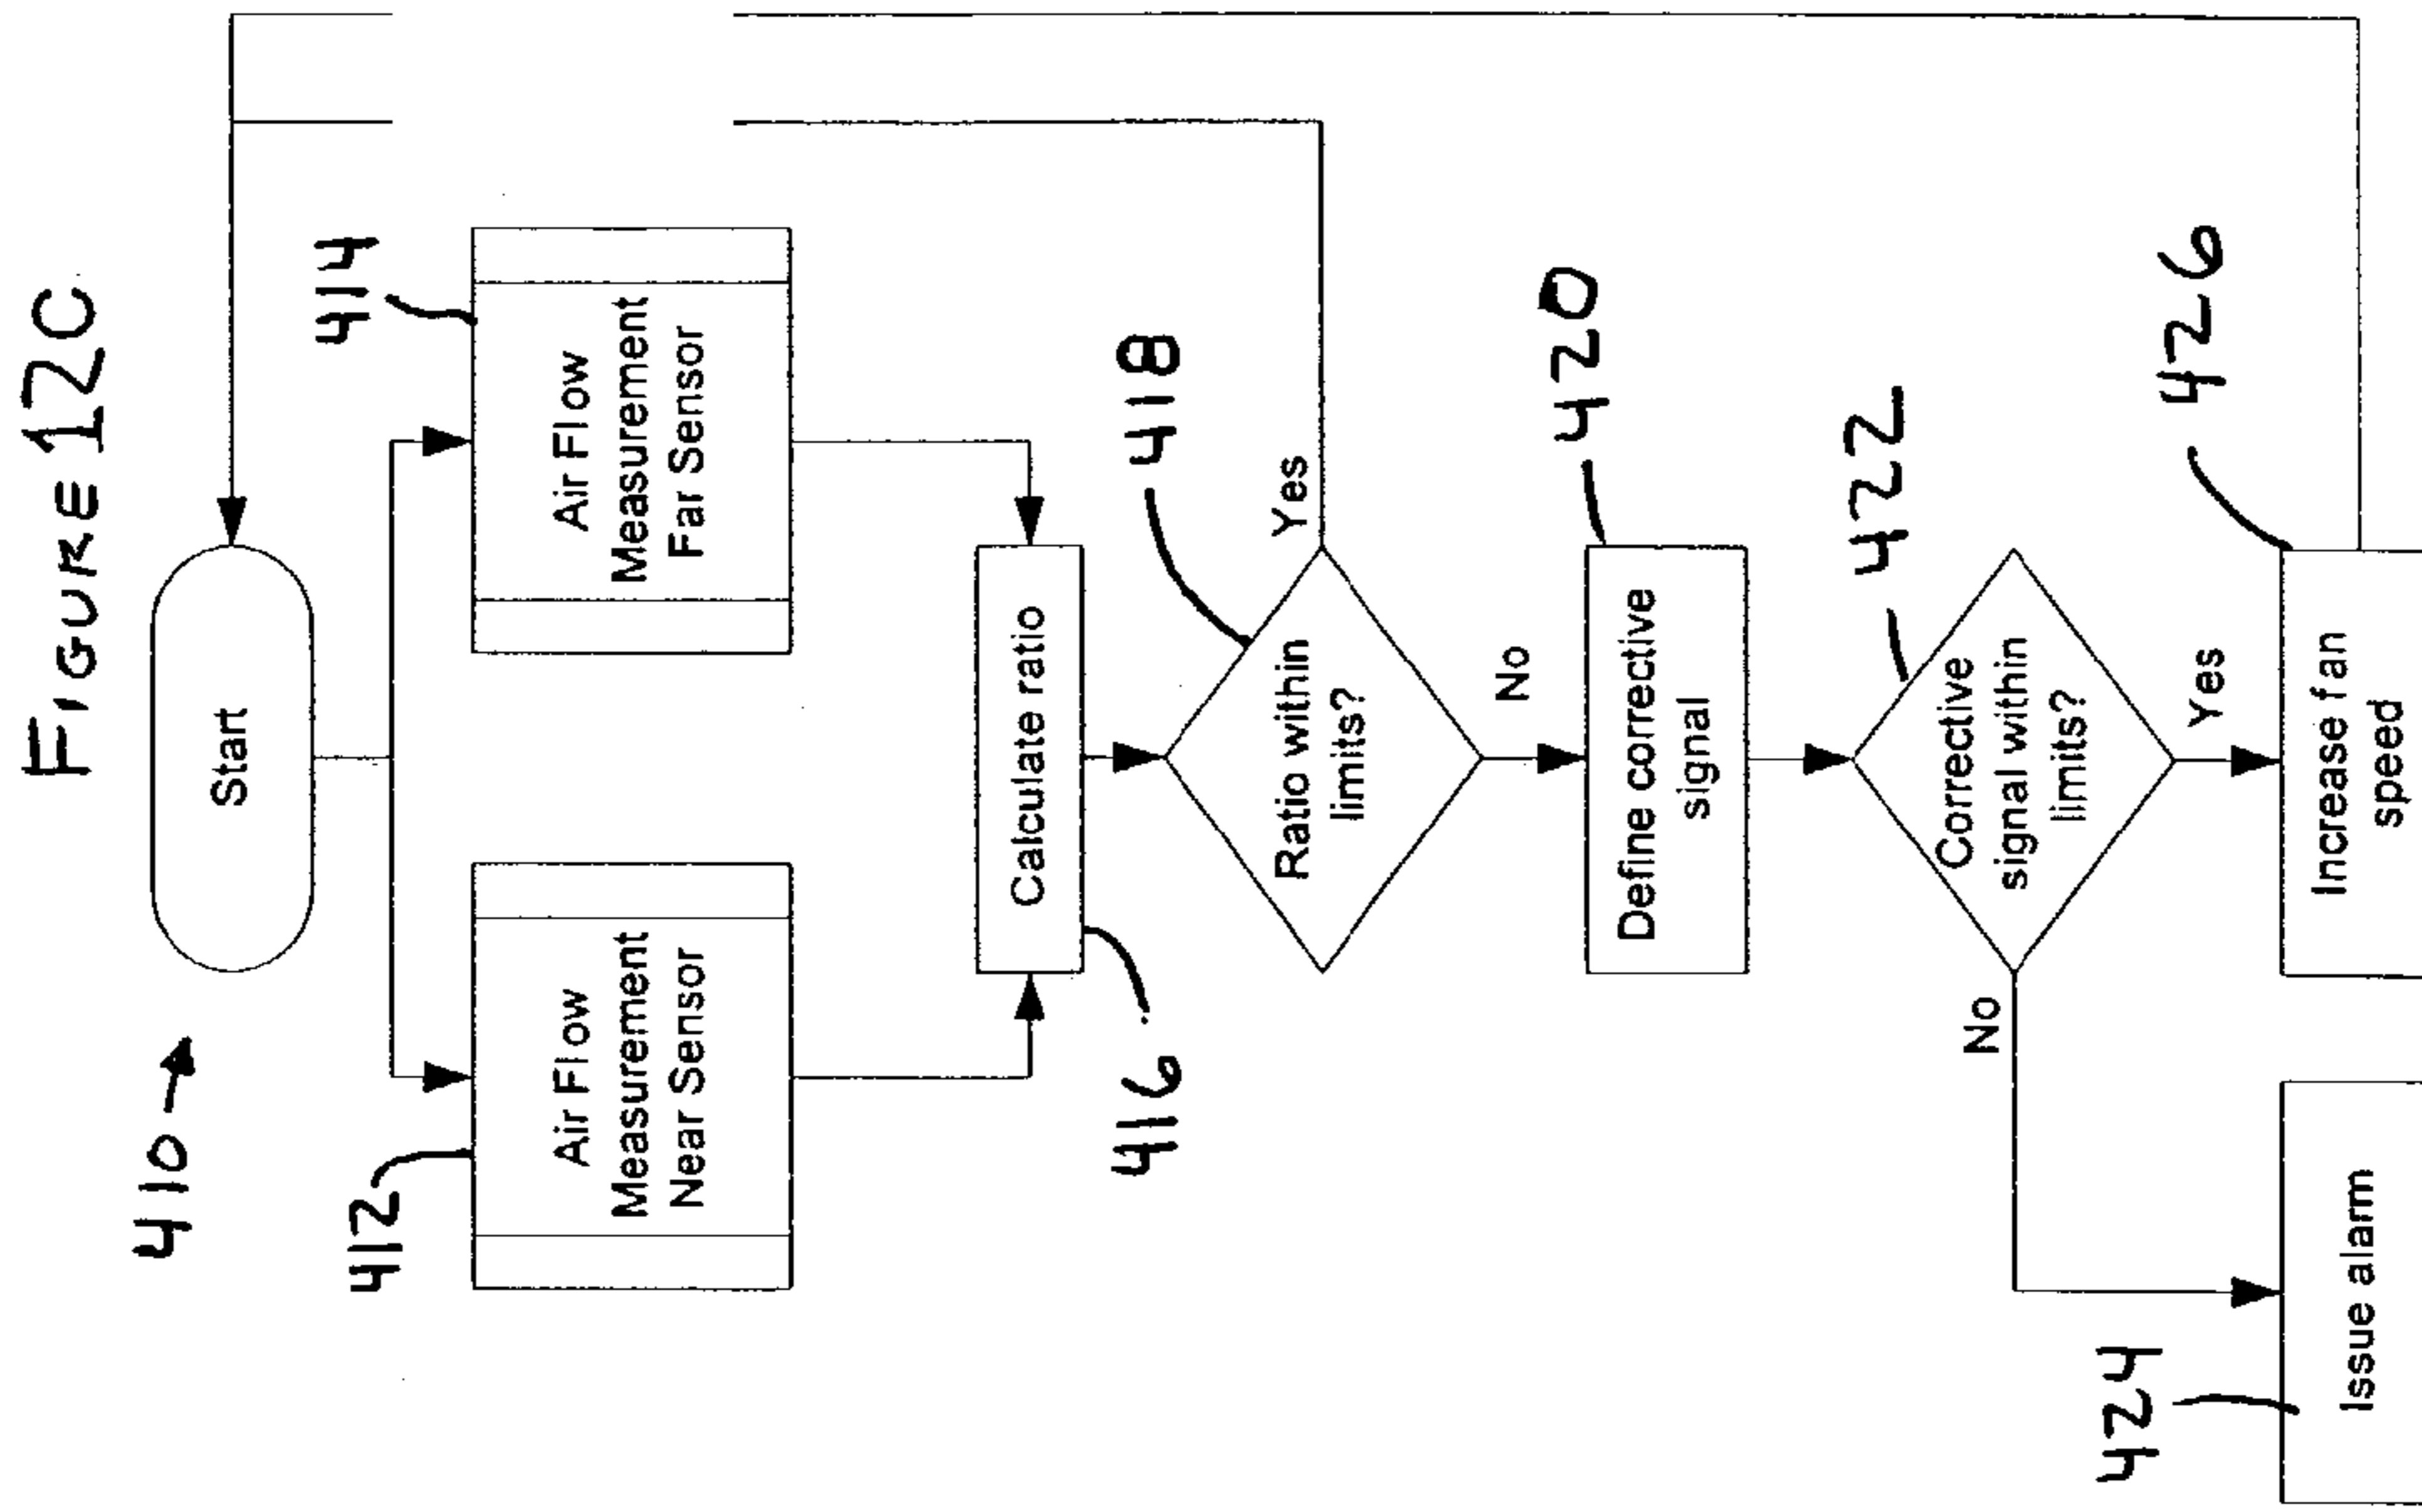 FIGURE 12C
410
Start
412
414
Air Flow
Measurement
Near Sensor
Air Flow
Measurement
Far Sensor
Calculate ratio
416
418
Ratio within
limits?
Yes
No
420
Define corrective
signal
422
Corrective
signal within
limits?
No
Yes
424
426
Issue alarm
Increase fan
speed